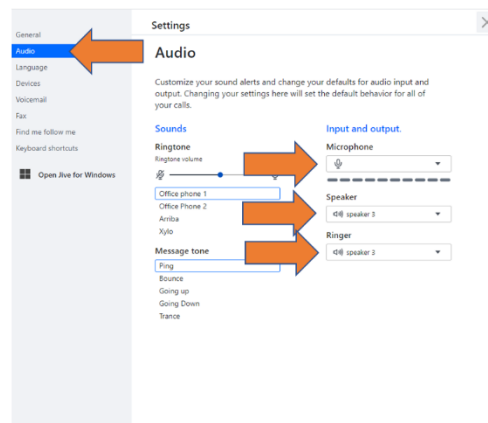 Settings
General
Audio
Language
Devices
Voicemail
Fax
Find me follow me
Keyboard shortcuts
Open Jive for Windows
Audio
Customize your sound alerts and change your defaults for audio input and
output. Changing your settings here will set the default behavior for all of
your calls.
Sounds
Ringtone
Ringtone volume
Office phone 1
Office Phone 2
Arriba
Xylo
Message tone
Ping
Bounce
Going up
Going Down
Trance
Input and output.
Microphone
Speaker
speaker 3
Ringer
speaker 3